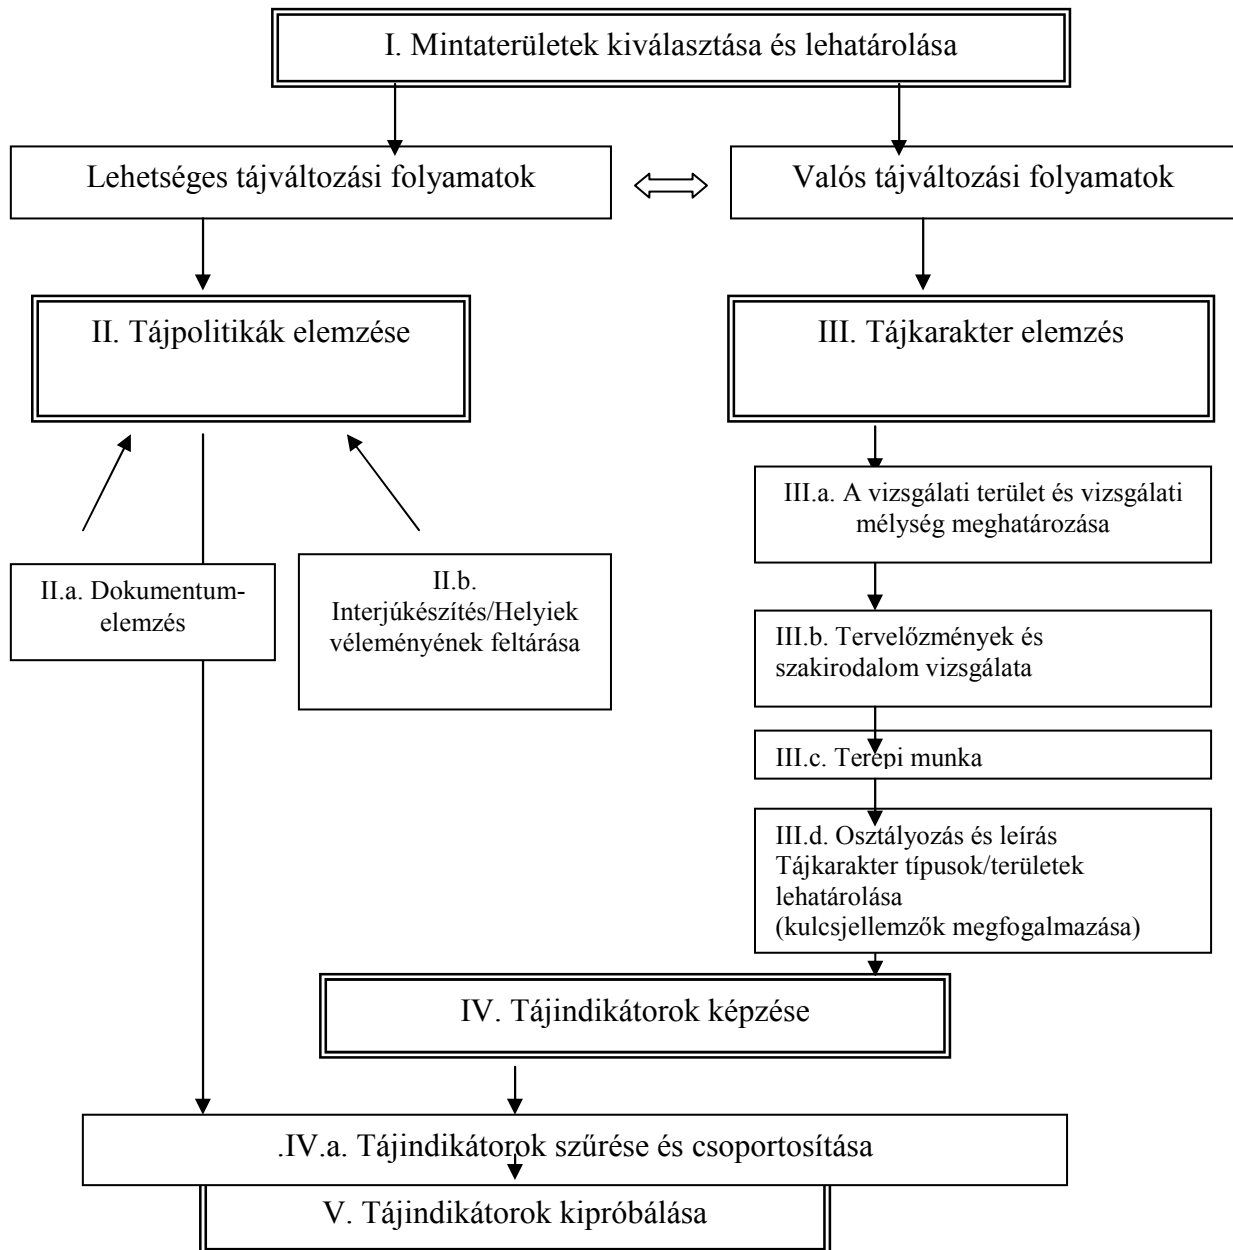 I. Mintaterületek kiválasztása és lehatárolása
Lehetséges tájváltozási folyamatok
Valós tájváltozási folyamatok
II. Tájpolitikák elemzése
III. Tájkarakter elemzés
III.a. A vizsgálati terület és vizsgálati
mélység meghatározása
II.a. Dokumentum-
elemzés
II.b.
Interjúkészítés/Helyiek
véleményének feltárása
III.b. Tervelőzmények és
szakirodalom vizsgálata
III.c. Terepi munka
III.d. Osztályozás és leírás
Tájkarakter típusok/területek
lehatárolása
(kulcsjellemzők megfogalmazása)
IV. Tájindikátorok képzése
.IV.a. Tájindikátorok szűrése és csoportosítása
V. Tájindikátorok kipróbálása